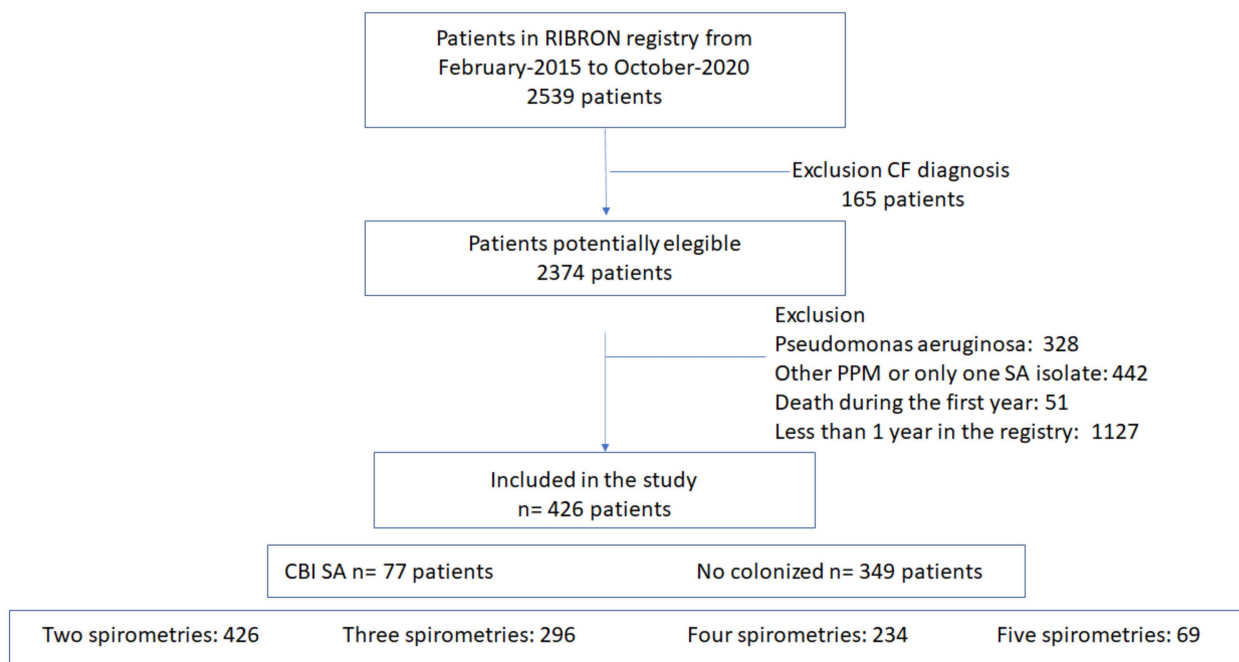 Patients in RIBRON registry from
February-2015 to October-2020
2539 patients
Exclusion CF diagnosis
165 patients
Patients potentially elegible
2374 patients
Exclusion
Pseudomonas aeruginosa: 328
Other PPM or only one SA isolate: 442
Death during the first year: 51
Less than 1 year in the registry: 1127
Included in the study
n= 426 patients
CBI SA n= 77 patients No colonized n= 349 patients
Two spirometries: 426 Three spirometries: 296 Four spirometries: 234 Five spirometries: 69